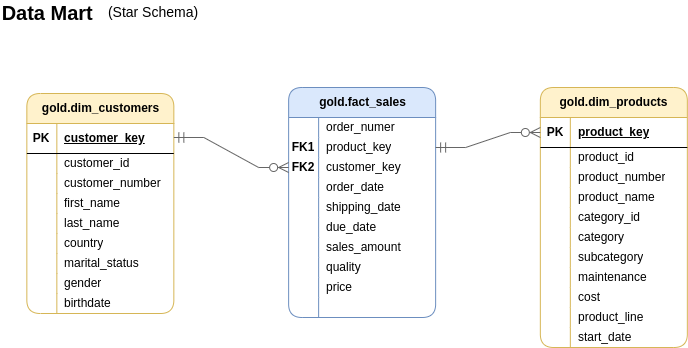 Data Mart (Star Schema)
gold.dim_customers
PK customer_key
customer_id
customer_number
first_name
last_name
country
marital_status
gender
birthdate
gold.fact_sales
order_numer
FK1 product_key
FK2 customer_key
order_date
shipping_date
due_date
sales_amount
quality
price
gold.dim_products
PK product_key
product_id
product_number
product_name
category_id
category
subcategory
maintenance
cost
product_line
start_date